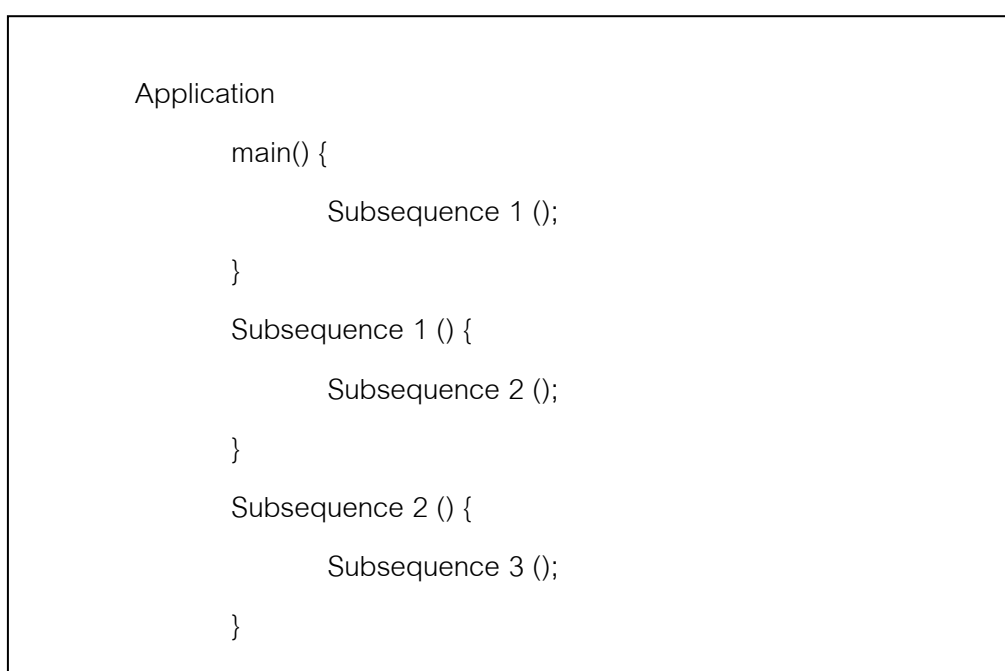 Application
main() {
Subsequence 1 ();
}
Subsequence 1 () {
Subsequence 2 ();
}
Subsequence 2 () {
Subsequence 3 ();
}